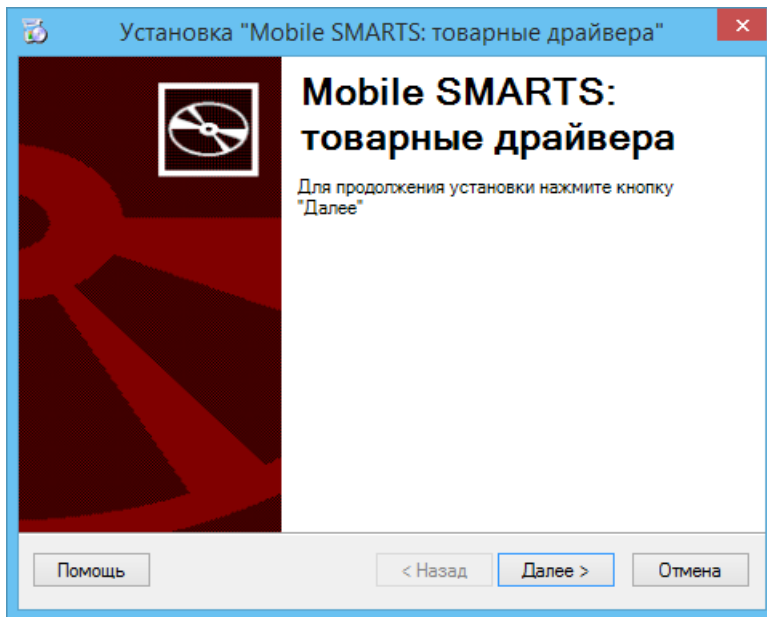 Установка "Mobile SMARTS: товарные драйвера"
Mobile SMARTS:
товарные драйвера
Для продолжения установки нажмите кнопку
"Далее"
Помощь
< Назад
Далее >
Отмена